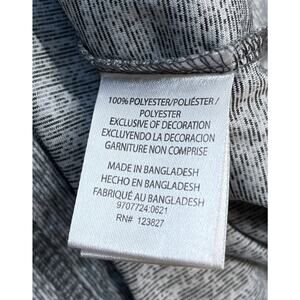 100% POLYESTER/POLIÉSTER/
POLYESTER
EXCLUSIVE OF DECORATION
EXCLUYENDO LA DECORACION
GARNITURE NON COMPRISE
MADE IN BANGLADESH
HECHO EN BANGLADESH
FABRIQUÉ AU BANGLADESH
9707724:0621
RN# 123827